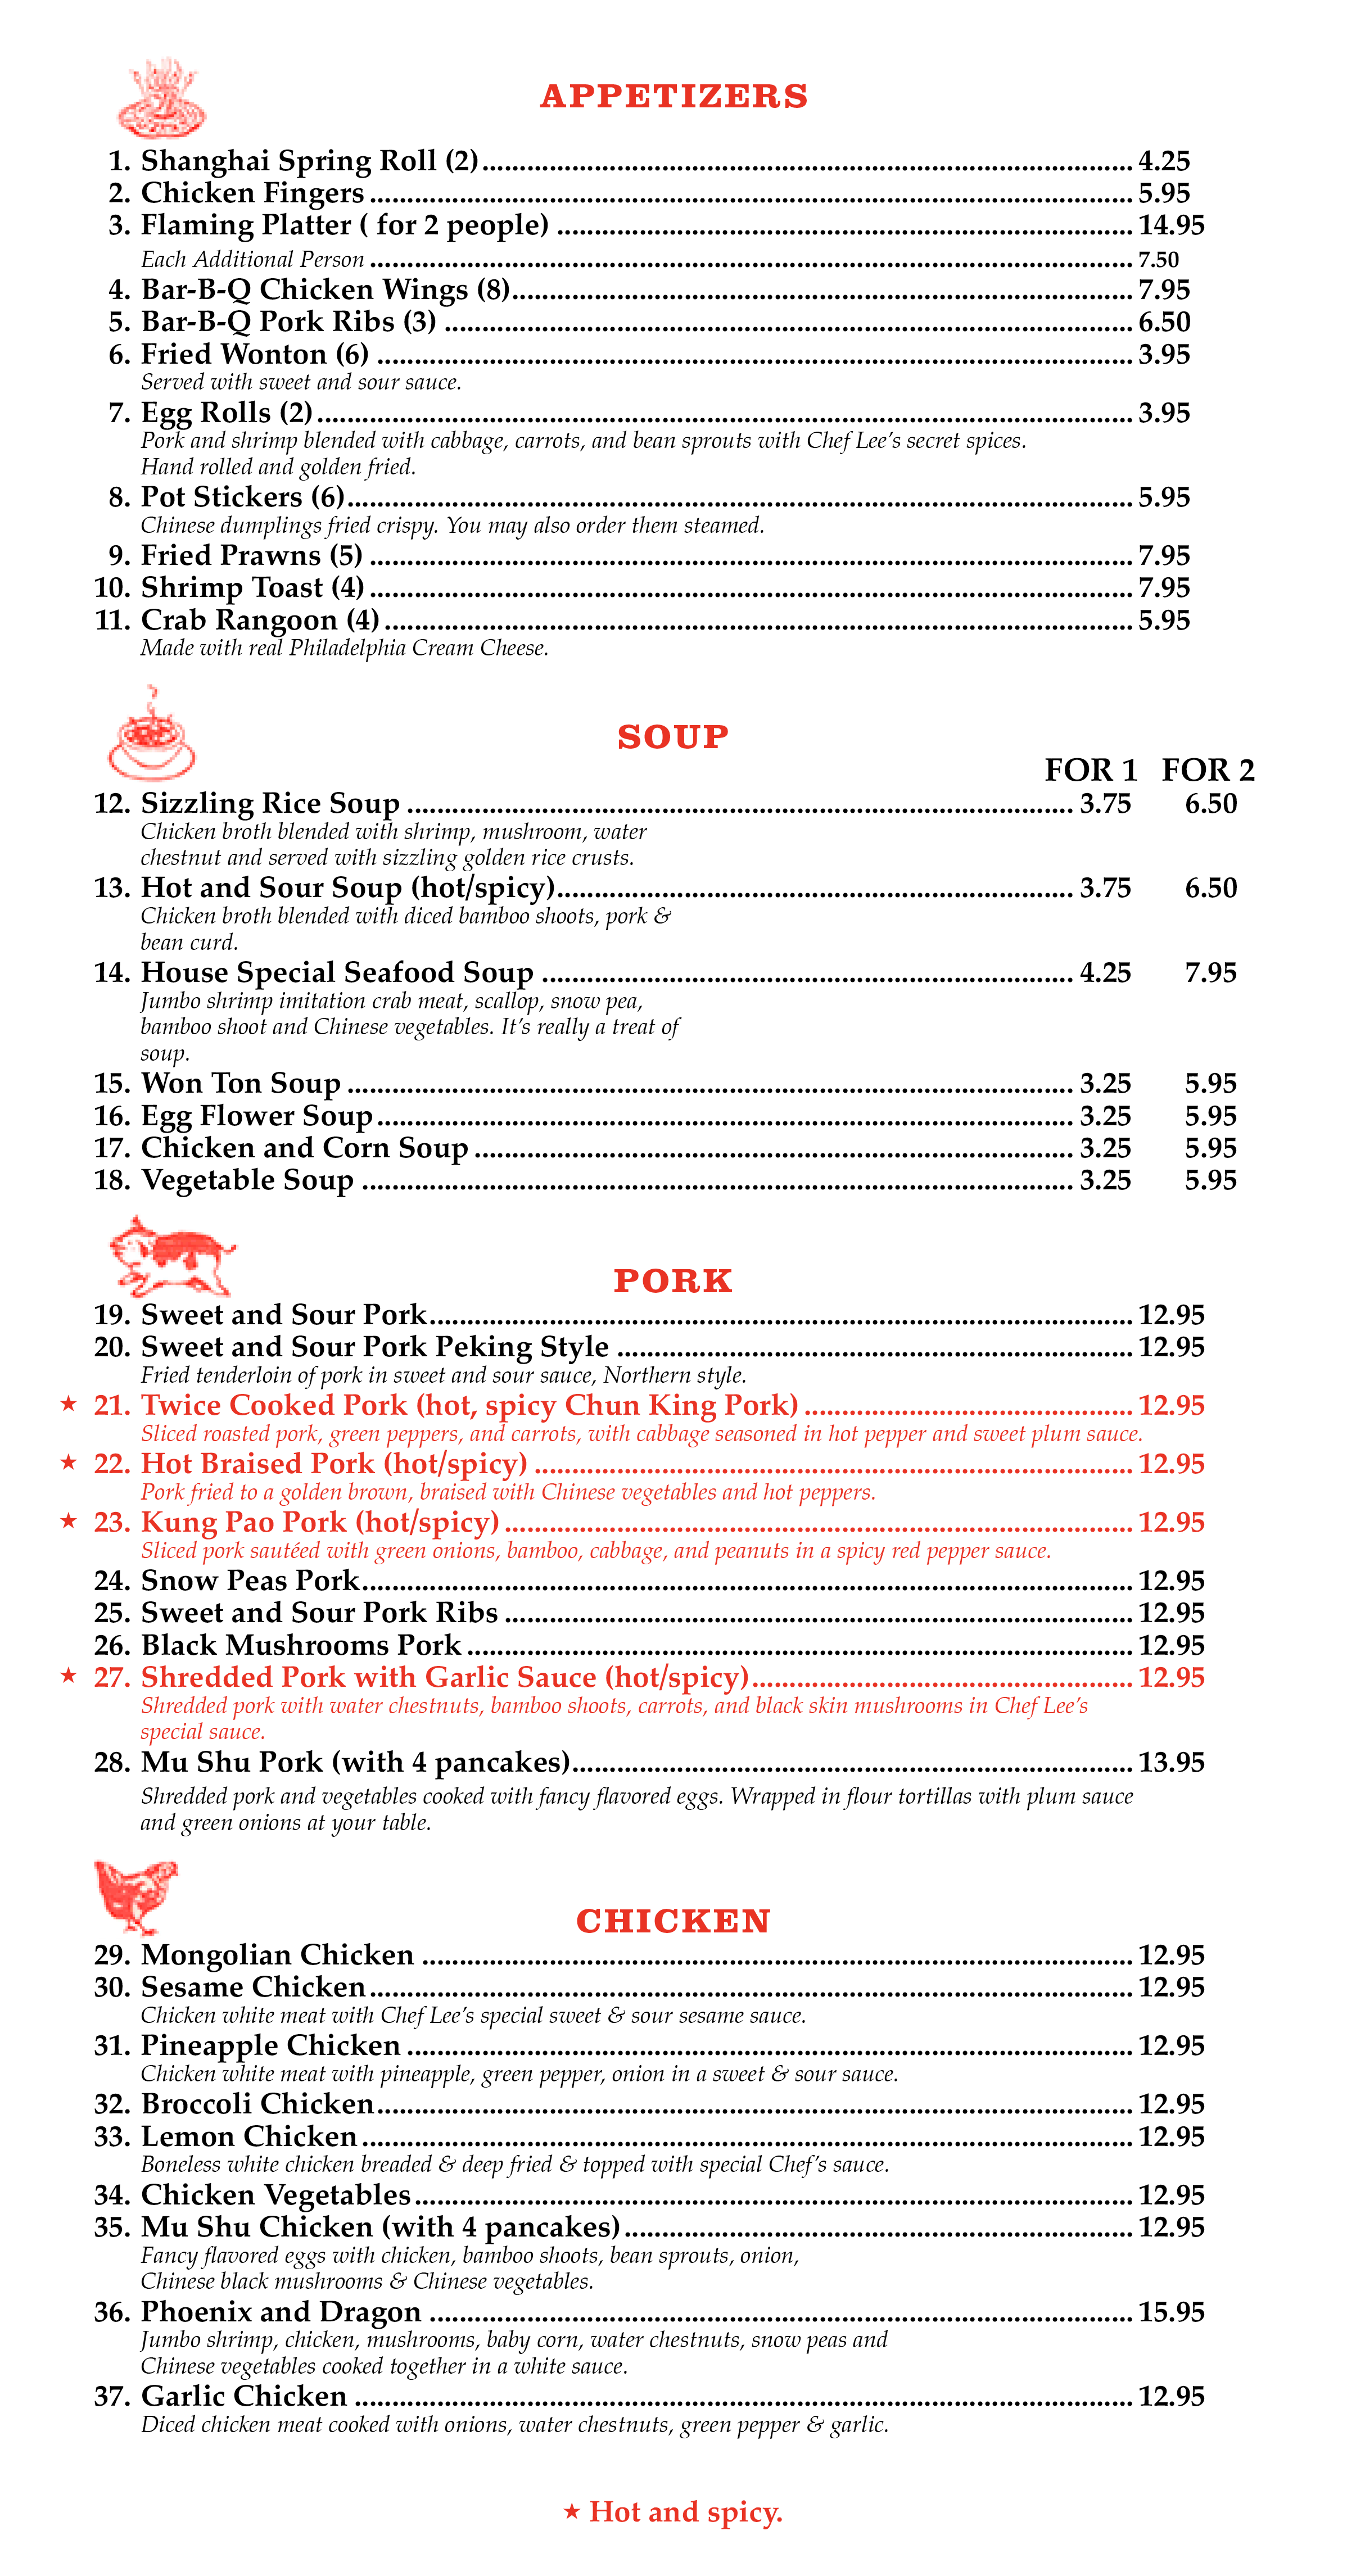 APPETIZERS
1. Shanghai Spring Roll (2) 4.25
2. Chicken Fingers 5.95
3. Flaming Platter ( for 2 people) 14.95
Each Additional Person 7.50
4. Bar-B-Q Chicken Wings (8) 7.95
5. Bar-B-Q Pork Ribs (3) 6.50
6. Fried Wonton (6) 3.95
Served with sweet and sour sauce.
7. Egg Rolls (2) 3.95
Pork and shrimp blended with cabbage, carrots, and bean sprouts with Chef Lee's secret spices.
Hand rolled and golden fried.
8. Pot Stickers (6) 5.95
Chinese dumplings fried crispy. You may also order them steamed.
9. Fried Prawns (5) 7.95
10. Shrimp Toast (4) 7.95
11. Crab Rangoon (4) 5.95
Made with real Philadelphia Cream Cheese.
SOUP
FOR 1 FOR 2
12. Sizzling Rice Soup 3.75 6.50
Chicken broth blended with shrimp, mushroom, water
chestnut and served with sizzling golden rice crusts.
13. Hot and Sour Soup (hot/spicy) 3.75 6.50
Chicken broth blended with diced bamboo shoots, pork &
bean curd.
14. House Special Seafood Soup 4.25 7.95
Jumbo shrimp imitation crab meat, scallop, snow pea,
bamboo shoot and Chinese vegetables. It's really a treat of
soup.
15. Won Ton Soup 3.25 5.95
16. Egg Flower Soup 3.25 5.95
17. Chicken and Corn Soup 3.25 5.95
18. Vegetable Soup 3.25 5.95
PORK
19. Sweet and Sour Pork 12.95
20. Sweet and Sour Pork Peking Style 12.95
Fried tenderloin of pork in sweet and sour sauce, Northern style.
★ 21. Twice Cooked Pork (hot, spicy Chun King Pork) 12.95
Sliced roasted pork, green peppers, and carrots, with cabbage seasoned in hot pepper and sweet plum sauce.
★ 22. Hot Braised Pork (hot/spicy) 12.95
Pork fried to a golden brown, braised with Chinese vegetables and hot peppers.
★ 23. Kung Pao Pork (hot/spicy) 12.95
Sliced pork sautéed with green onions, bamboo, cabbage, and peanuts in a spicy red pepper sauce.
24. Snow Peas Pork 12.95
25. Sweet and Sour Pork Ribs 12.95
26. Black Mushrooms Pork 12.95
★ 27. Shredded Pork with Garlic Sauce (hot/spicy) 12.95
Shredded pork with water chestnuts, bamboo shoots, carrots, and black skin mushrooms in Chef Lee's
special sauce.
28. Mu Shu Pork (with 4 pancakes) 13.95
Shredded pork and vegetables cooked with fancy flavored eggs. Wrapped in flour tortillas with plum sauce
and green onions at your table.
CHICKEN
29. Mongolian Chicken 12.95
30. Sesame Chicken 12.95
Chicken white meat with Chef Lee's special sweet & sour sesame sauce.
31. Pineapple Chicken 12.95
Chicken white meat with pineapple, green pepper, onion in a sweet & sour sauce.
32. Broccoli Chicken 12.95
33. Lemon Chicken 12.95
Boneless white chicken breaded & deep fried & topped with special Chef's sauce.
34. Chicken Vegetables 12.95
35. Mu Shu Chicken (with 4 pancakes) 12.95
Fancy flavored eggs with chicken, bamboo shoots, bean sprouts, onion,
Chinese black mushrooms & Chinese vegetables.
36. Phoenix and Dragon 15.95
Jumbo shrimp, chicken, mushrooms, baby corn, water chestnuts, snow peas and
Chinese vegetables cooked together in a white sauce.
37. Garlic Chicken 12.95
Diced chicken meat cooked with onions, water chestnuts, green pepper & garlic.
★ Hot and spicy.